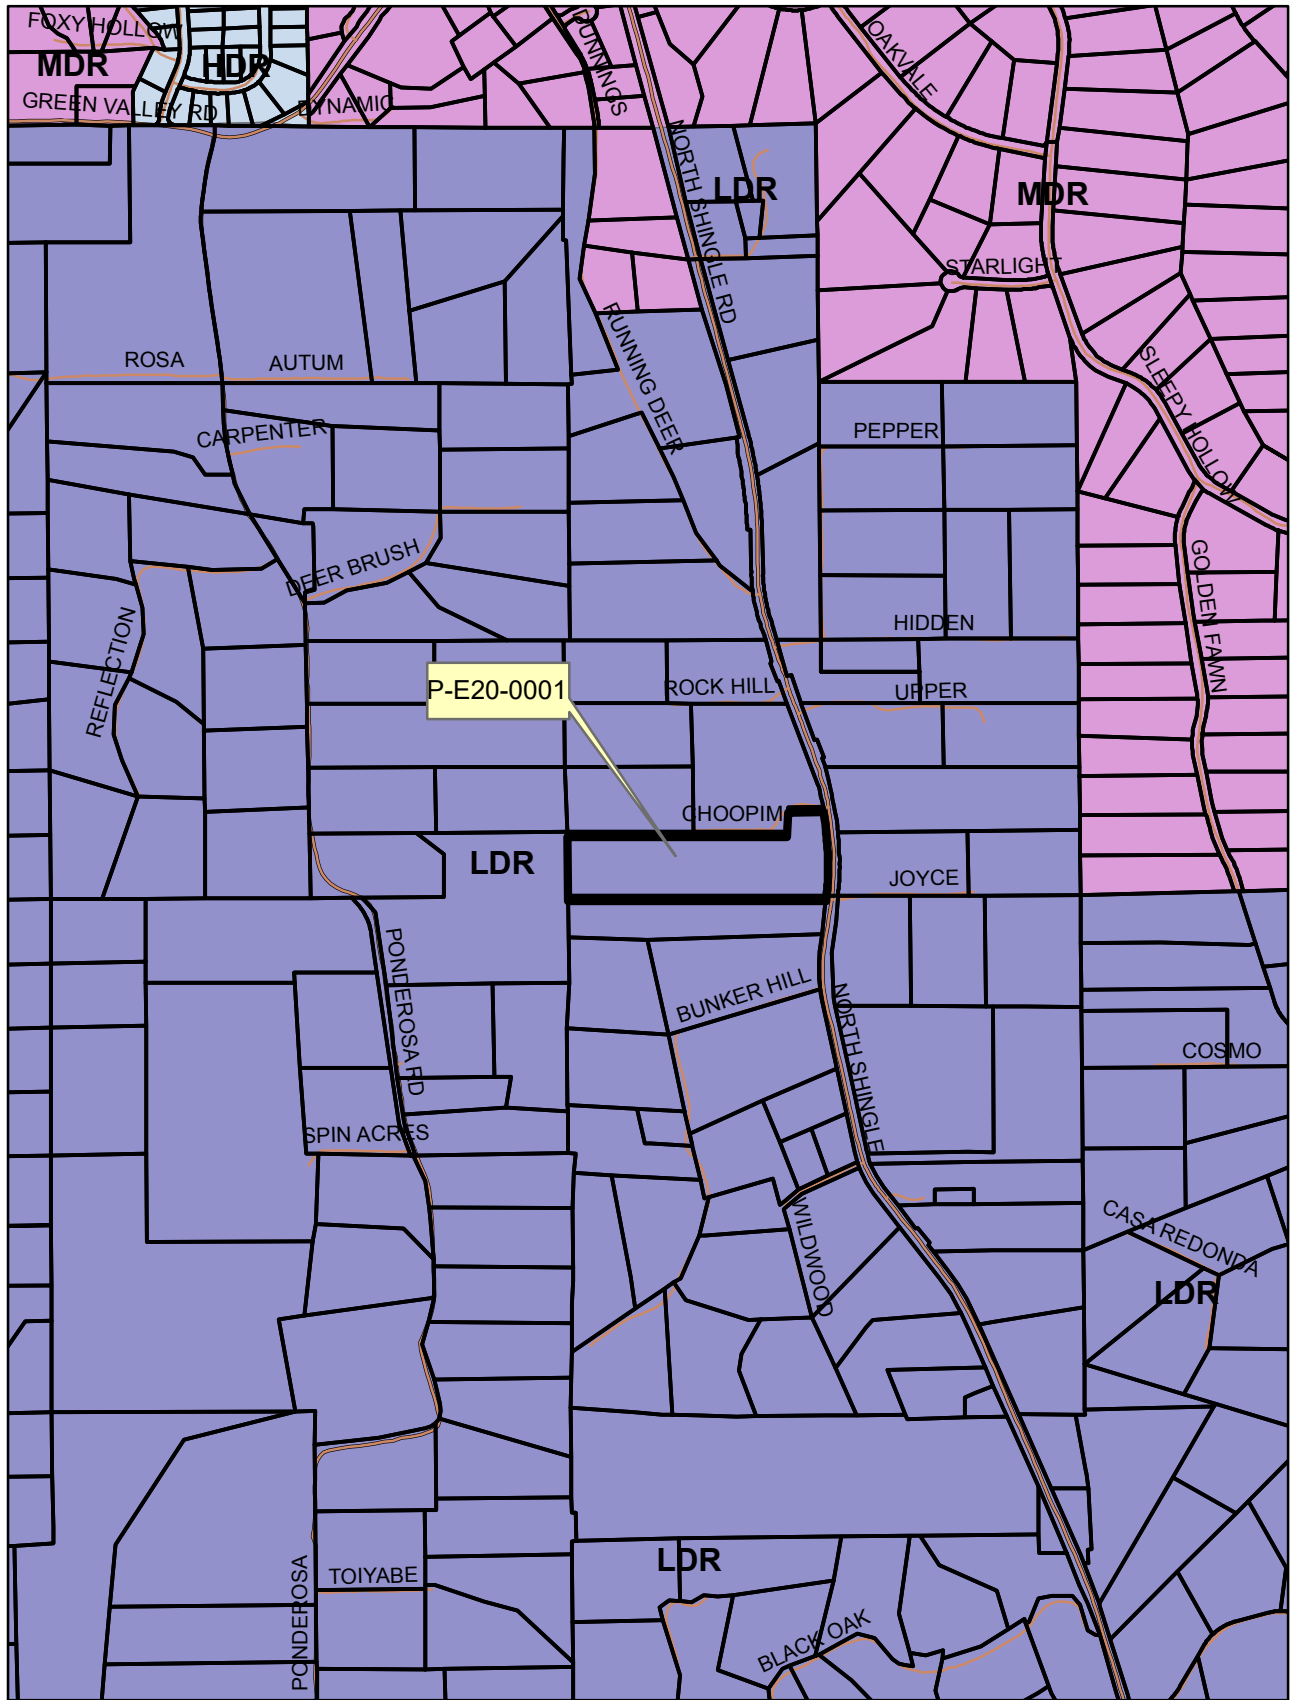 FOXY HOLLOW
DUNNINGS
OAKVALE
MDR
HDR
GREEN VALLEY RD
DYNAMIC
NORTH SHINGLE RD
LDR
MDR
STARLIGHT
RUNNING DEER
ROSA
AUTUM
SLEEPY HOLLOW
CARPENTER
PEPPER
DEER BRUSH
GOLDEN FAWN
REFLECTION
HIDDEN
P-E20-0001
ROCK HILL
UPPER
CHOOPIM
LDR
JOYCE
PONDEROSA RD
BUNKER HILL
NORTH SHINGLE
COSMO
SPIN ACRES
WILDWOOD
CASA REDONDA
LDR
LDR
TOIYABE
PONDEROSA
BLACK OAK